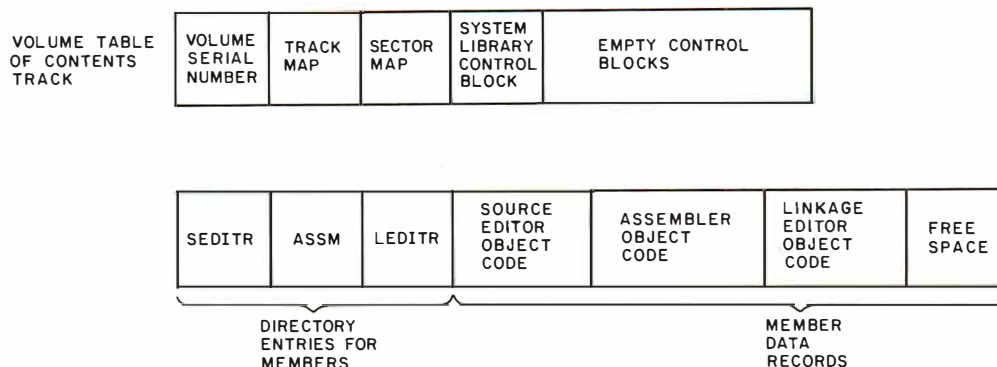 VOLUME TABLE
OF CONTENTS
TRACK
VOLUME
SERIAL
NUMBER
TRACK
MAP
SECTOR
MAP
SYSTEM
LIBRARY
CONTROL
BLOCK
EMPTY CONTROL
BLOCKS
SEDITR
ASSM
LEDITR
SOURCE
EDITOR
OBJECT
CODE
ASSEMBLER
OBJECT
CODE
LINKAGE
EDITOR
OBJECT
CODE
FREE
SPACE
DIRECTORY
ENTRIES FOR
MEMBERS
MEMBER
DATA
RECORDS